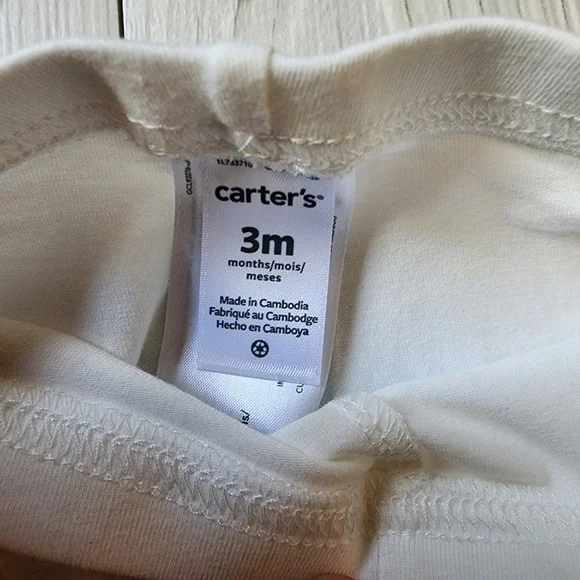 carter's
3m
months/mois/
meses
Made in Cambodia
Fabriqué au Cambodge
Hecho en Camboya